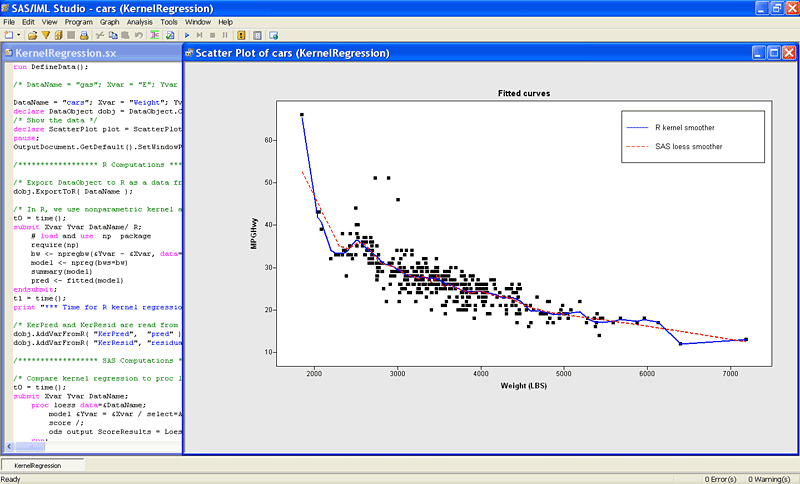 SAS/IML Studio - cars (KernelRegression)
File Edit View Program Graph Analysis Tools Window Help
KernelRegression.sx
run DefineData();
/* DataName = "gas"; Xvar = "E"; Yvar
DataName = "cars"; Xvar = "Weight"; Yv
declare DataObject dobj = DataObject.C
/* Show the data */
declare ScatterPlot plot = ScatterPlot
pause;
OutputDocument.GetDefault().SetWindowP
/****************** R Computations ***
/* Export DataObject to R as a data fr
dobj.ExportToR( DataName );
/* In R, we use nonparametric kernel a
t0 = time();
submit Xvar Yvar DataName/ R;
# load and use np package
require(np)
bw <- npregbw(&Yvar ~ &Xvar, data=
model <- npreg(bws=bw)
summary(model)
pred <- fitted(model)
endsubmit;
t1 = time();
print "*** Time for R kernel regressio
/* KerPred and KerResid are read from
dobj.AddVarFromR( "KerPred", "pred" )
dobj.AddVarFromR( "KerResid", "residua
/****************** SAS Computations *
/* Compare kernel regression to proc l
t0 = time();
submit Xvar Yvar DataName;
proc loess data=&DataName;
model &Yvar = &Xvar / select=A
score /;
ods output ScoreResults = Loes
run;
Scatter Plot of cars (KernelRegression)
Fitted curves
R kernel smoother
SAS loess smoother
MPGHwy
60
50
40
30
20
10
2000 3000 4000 5000 6000 7000
Weight (LBS)
KernelRegression
Ready
0 Error(s) 0 Warning(s)